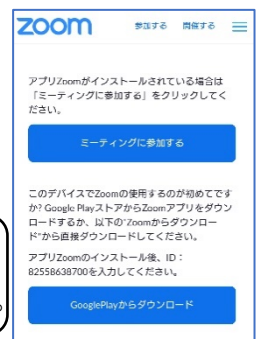 zoom 参加する 開催する
アプリZoomがインストールされている場合は
「ミーティングに参加する」をクリックしてく
ださい。
ミーティングに参加する
このデバイスでZoomの使用するのが初めてです
か? Google PlayストアからZoomアプリをダウン
ロードするか、以下の"Zoomからダウンロー
ド"から直接ダウンロードしてください。
アプリZoomのインストール後、ID：
82558638700を入力してください。
GooglePlayからダウンロード
。